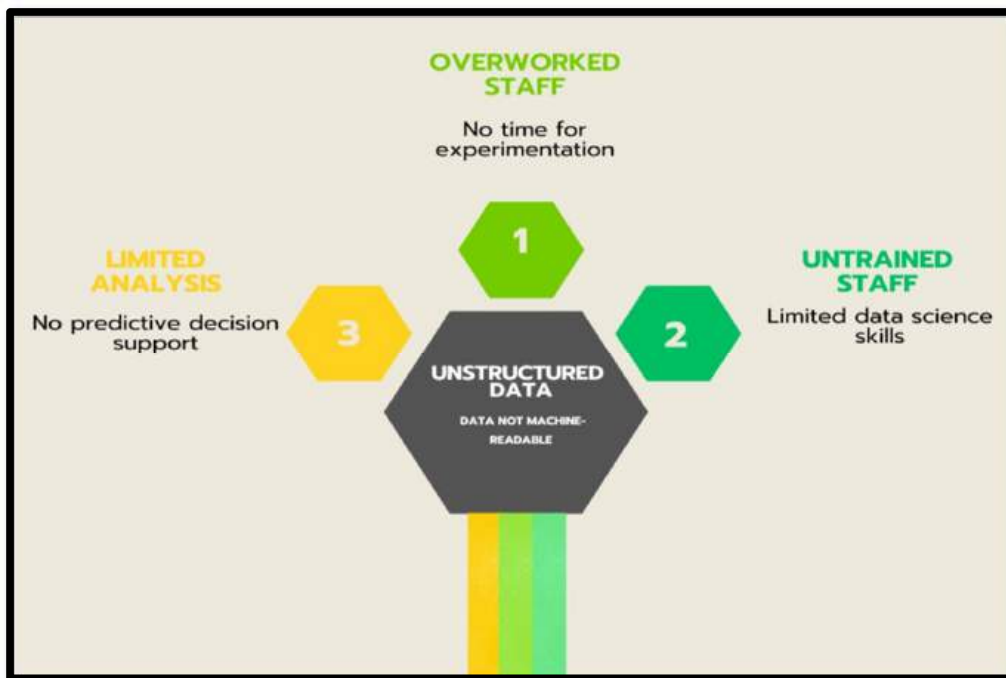 OVERWORKED
STAFF
No time for
experimentation
1
LIMITED
ANALYSIS
No predictive decision
support
3
UNTRAINED
STAFF
Limited data science
skills
2
UNSTRUCTURED
DATA
DATA NOT MACHINE-
READABLE